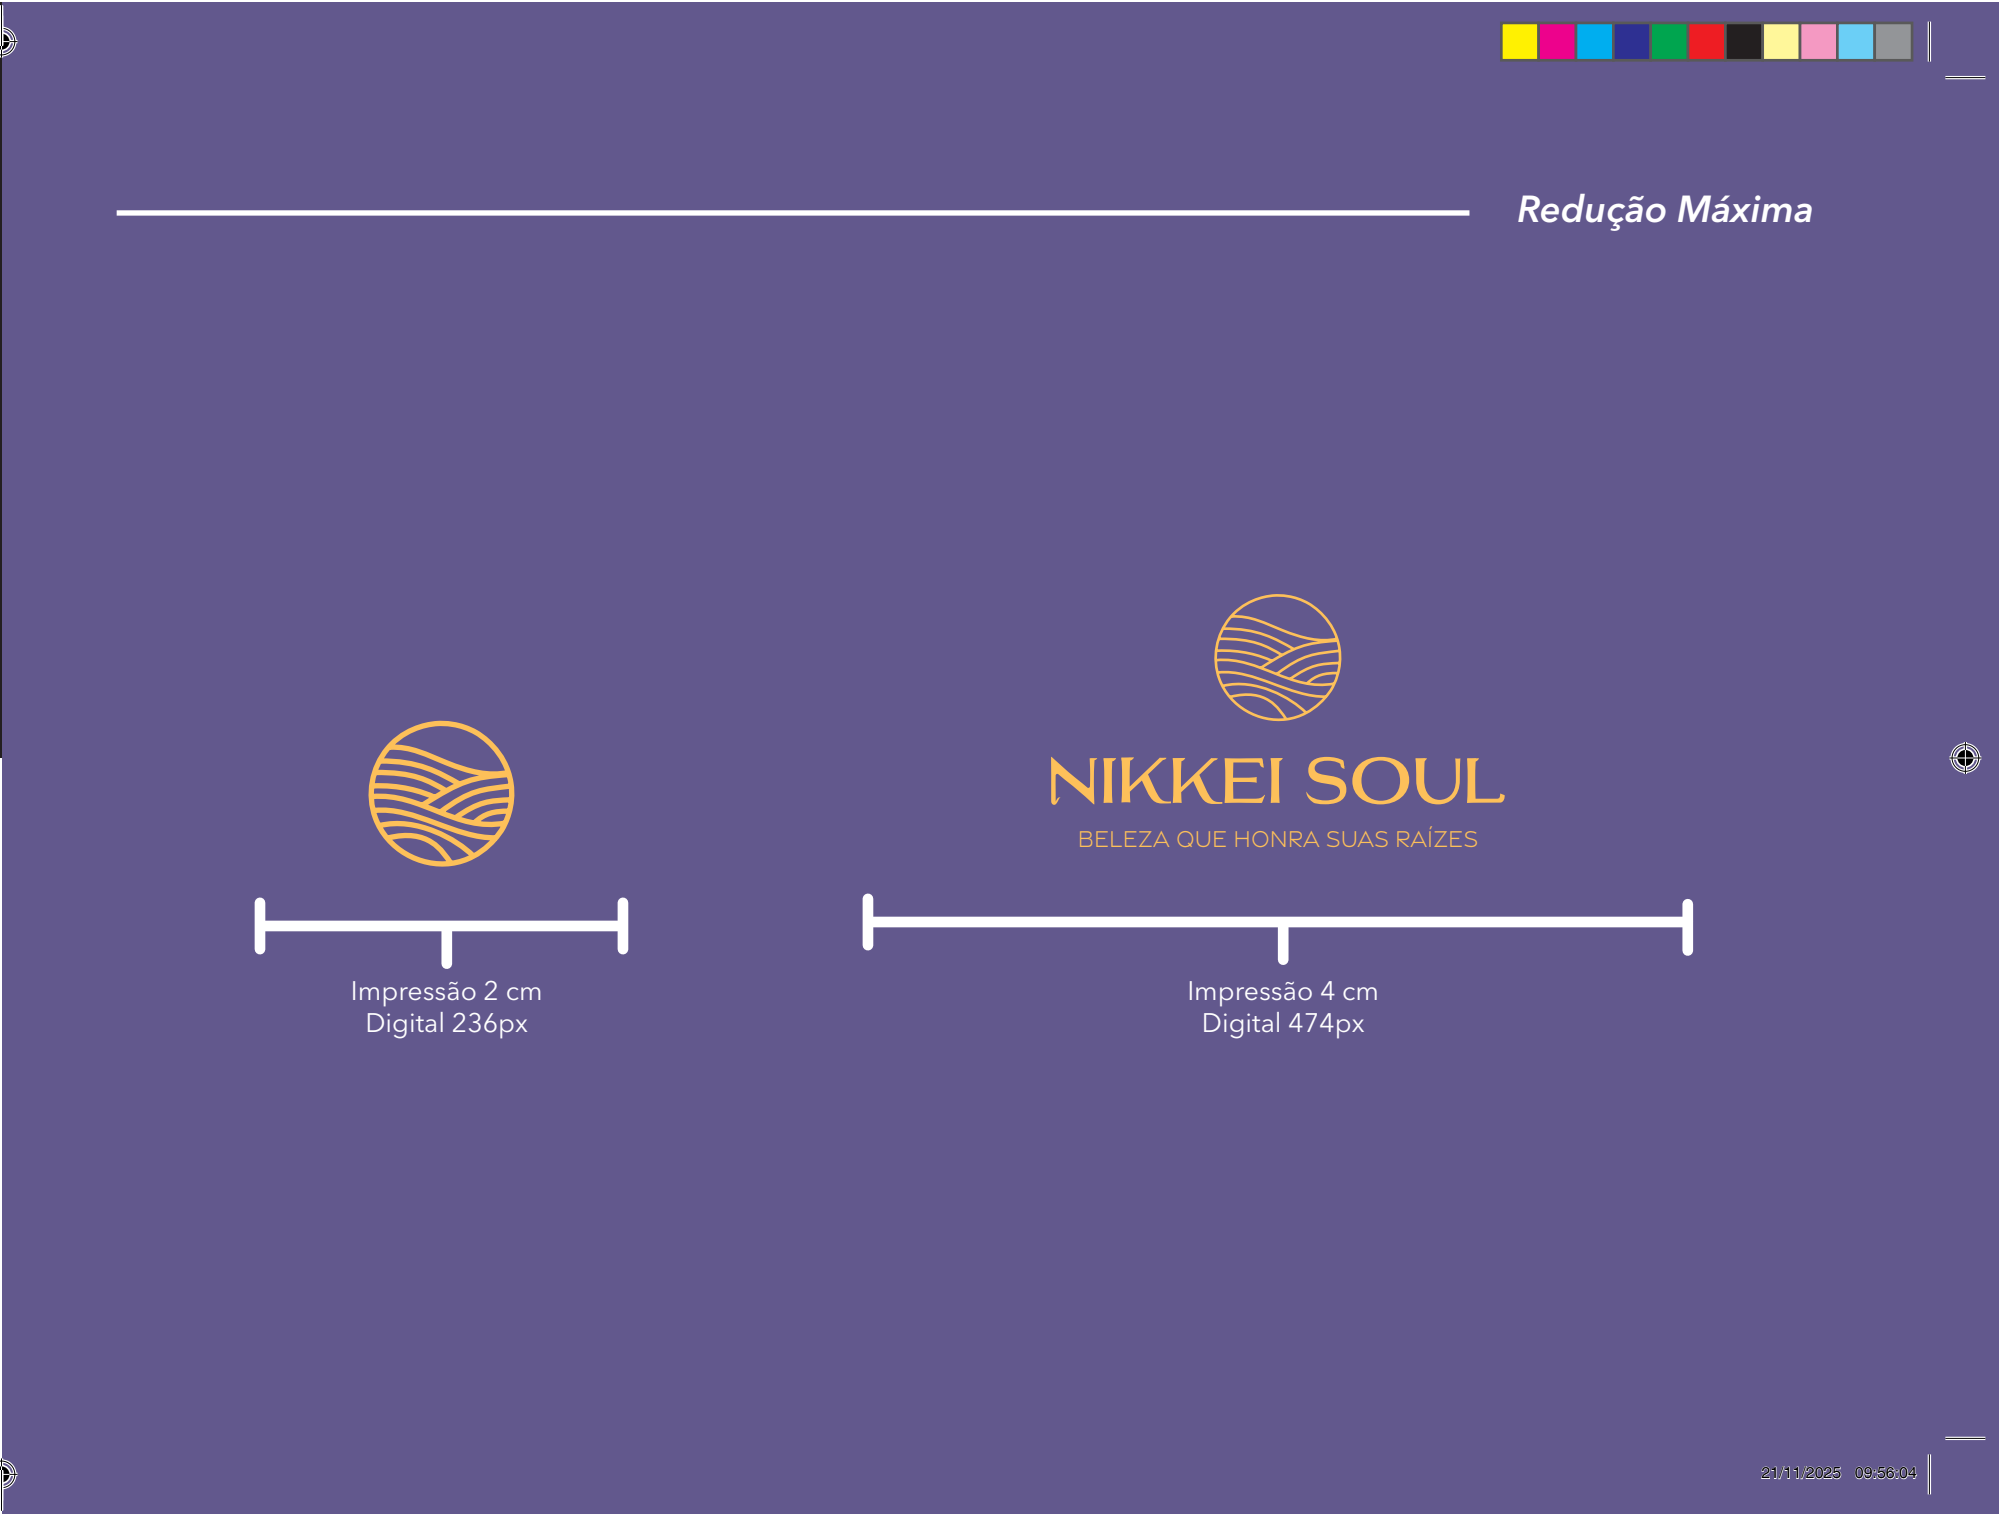 Redução Máxima
NIKKEI SOUL
BELEZA QUE HONRA SUAS RAÍZES
Impressão 2 cm
Digital 236px
Impressão 4 cm
Digital 474px
21/11/2025 09:56:04